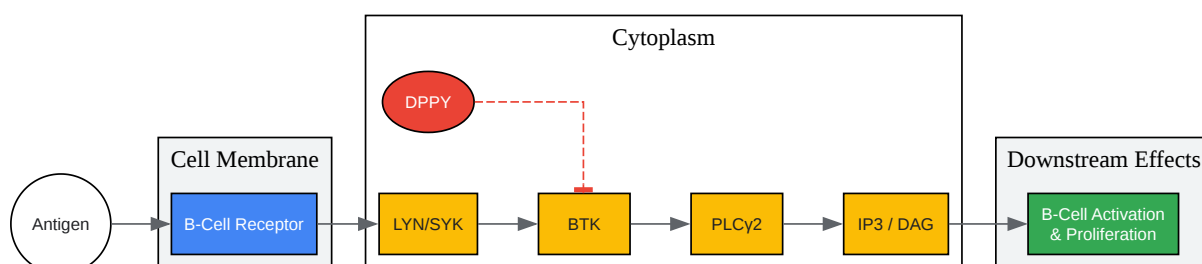 Cytoplasm
DPPY
Cell Membrane
Downstream Effects
Antigen
B-Cell Receptor
LYN/SYK
BTK
PLCγ2
IP3 / DAG
B-Cell Activation
& Proliferation